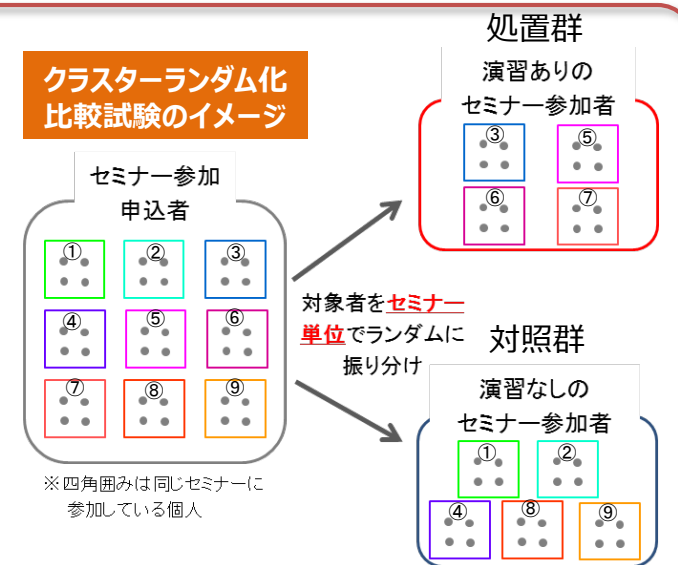 クラスターランダム化
比較試験のイメージ
セミナー参加
申込者
①
②
③
④
⑤
⑥
⑦
⑧
⑨
※四角囲みは同じセミナーに
参加している個人
対象者をセミナー
単位でランダムに
振り分け
処置群
演習ありの
セミナー参加者
③
⑤
⑥
⑦
対照群
演習なしの
セミナー参加者
①
②
④
⑧
⑨